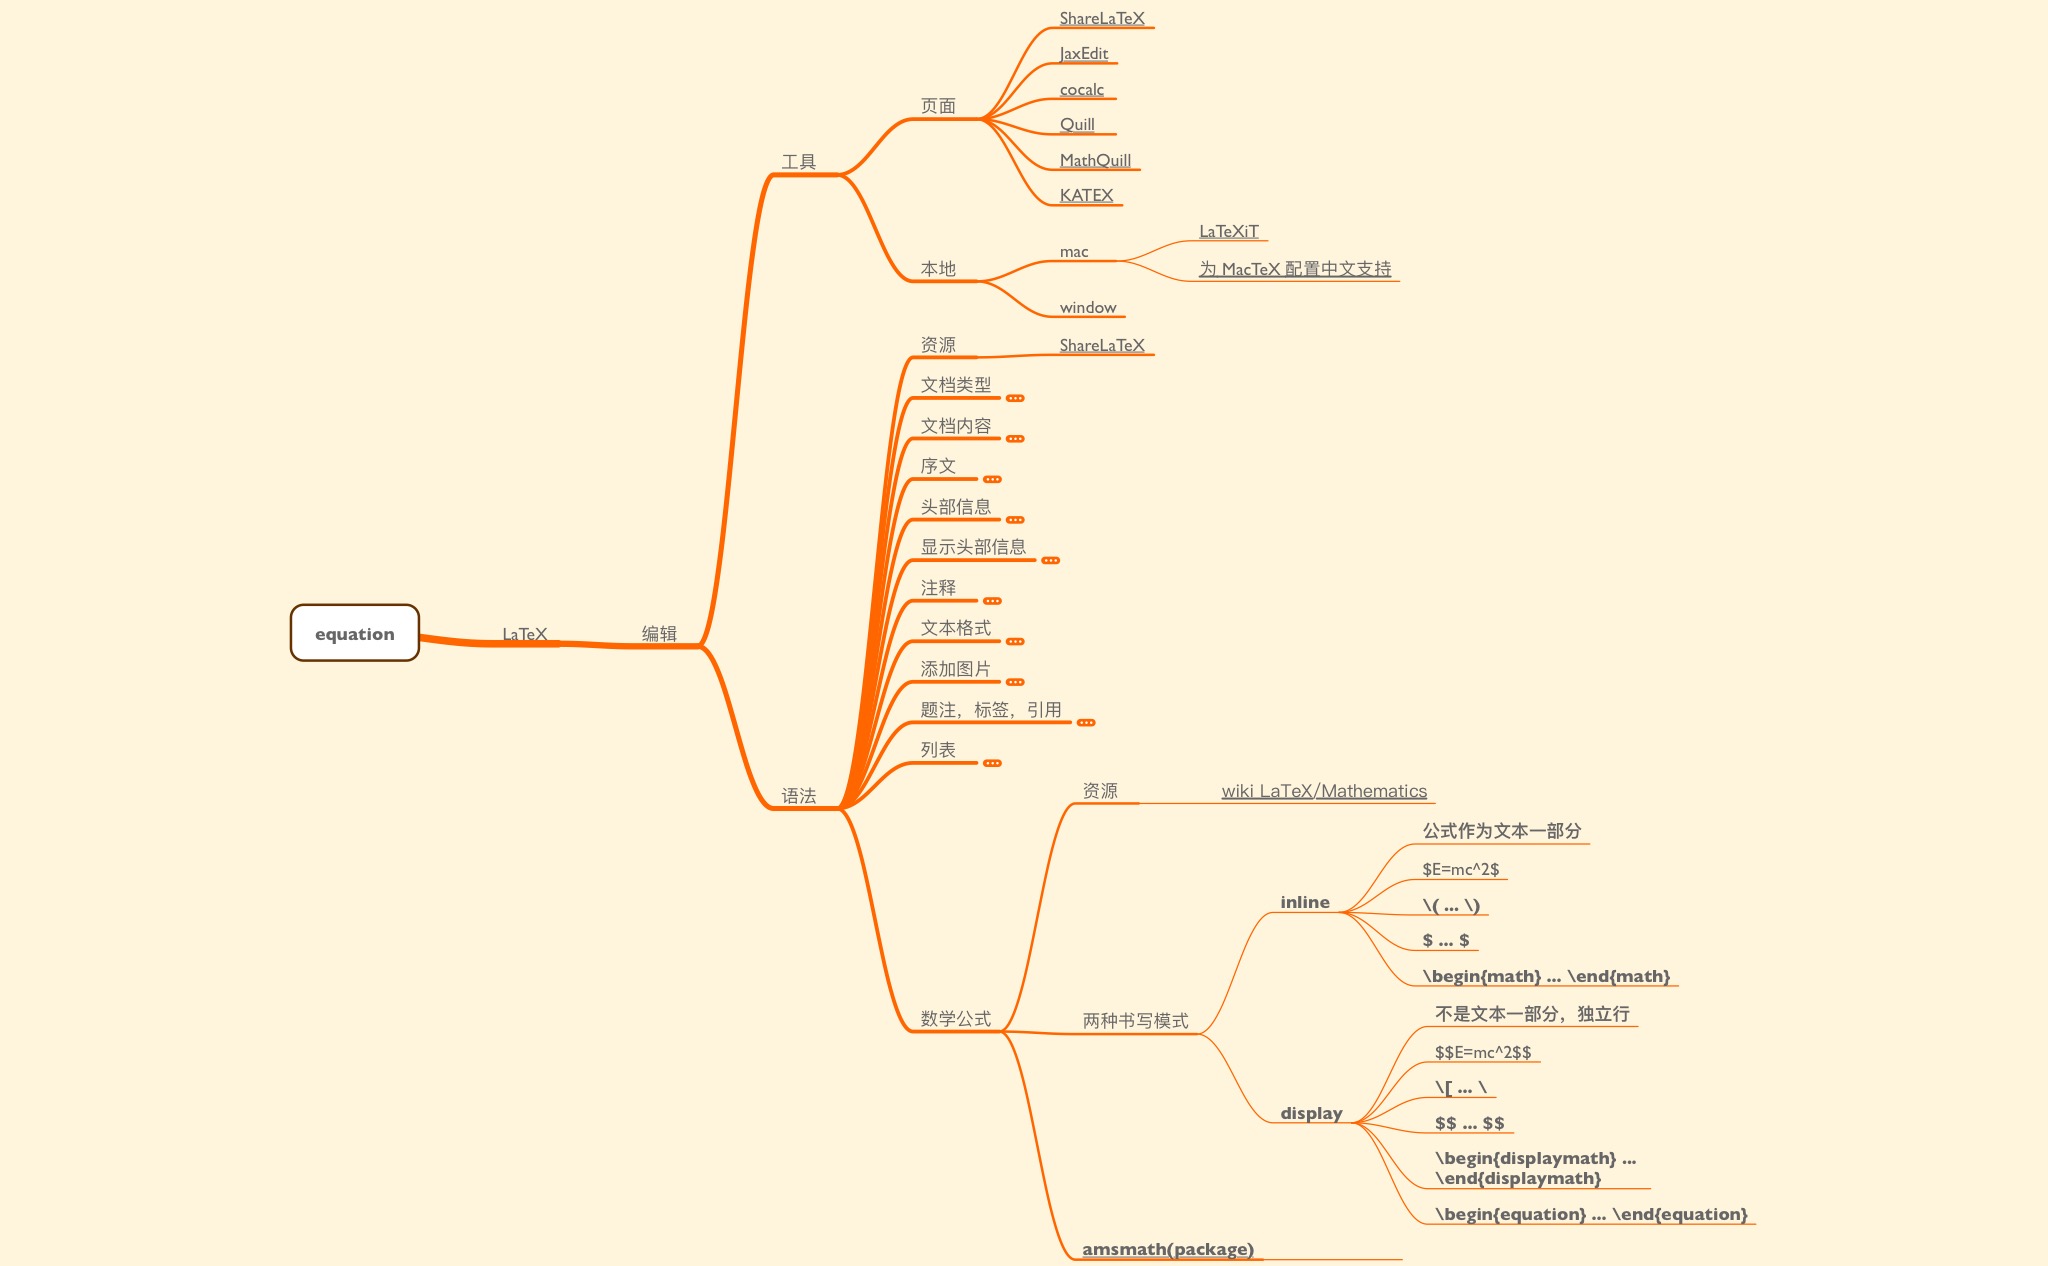 equation
LaTeX
编辑
工具
页面
ShareLaTeX
JaxEdit
cocalc
Quill
MathQuill
KATEX
本地
mac
LaTeXiT
为 MacTeX 配置中文支持
window
语法
资源
ShareLaTeX
文档类型
文档内容
序文
头部信息
显示头部信息
注释
文本格式
添加图片
题注，标签，引用
列表
数学公式
资源
wiki LaTeX/Mathematics
两种书写模式
inline
公式作为文本一部分
$E=mc^2$
\( ... \)
$ ... $
\begin{math} ... \end{math}
display
不是文本一部分，独立行
$$E=mc^2$$
\[ ... \
$$ ... $$
\begin{displaymath} ...
\end{displaymath}
\begin{equation} ... \end{equation}
amsmath(package)